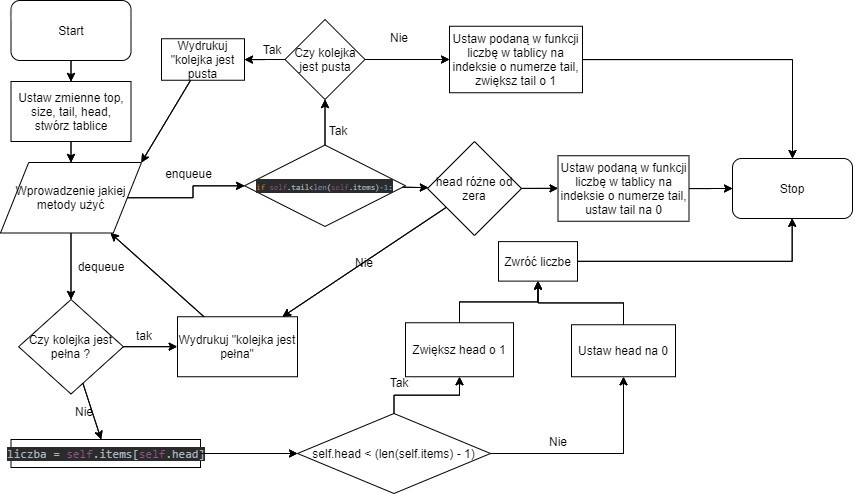 Start
Ustaw zmienne top,
size, tail, head,
stwórz tablice
Wprowadzenie jakiej
metody użyć
enqueue
dequeue
Wydrukuj
"kolejka jest
pusta
Tak
Czy kolejka
jest pusta
Nie
Ustaw podaną w funkcji
liczbę w tablicy na
indeksie o numerze tail,
zwiększ tail o 1
Tak
if self.tail<len(self.items)-1:
head różne od
zera
Ustaw podaną w funkcji
liczbę w tablicy na
indeksie o numerze tail,
ustaw tail na 0
Stop
Nie
Zwróć liczbe
Czy kolejka jest
pełna ?
tak
Wydrukuj "kolejka jest
pełna"
Zwiększ head o 1
Ustaw head na 0
Nie
Tak
liczba = self.items[self.head]
self.head < (len(self.items) - 1)
Nie